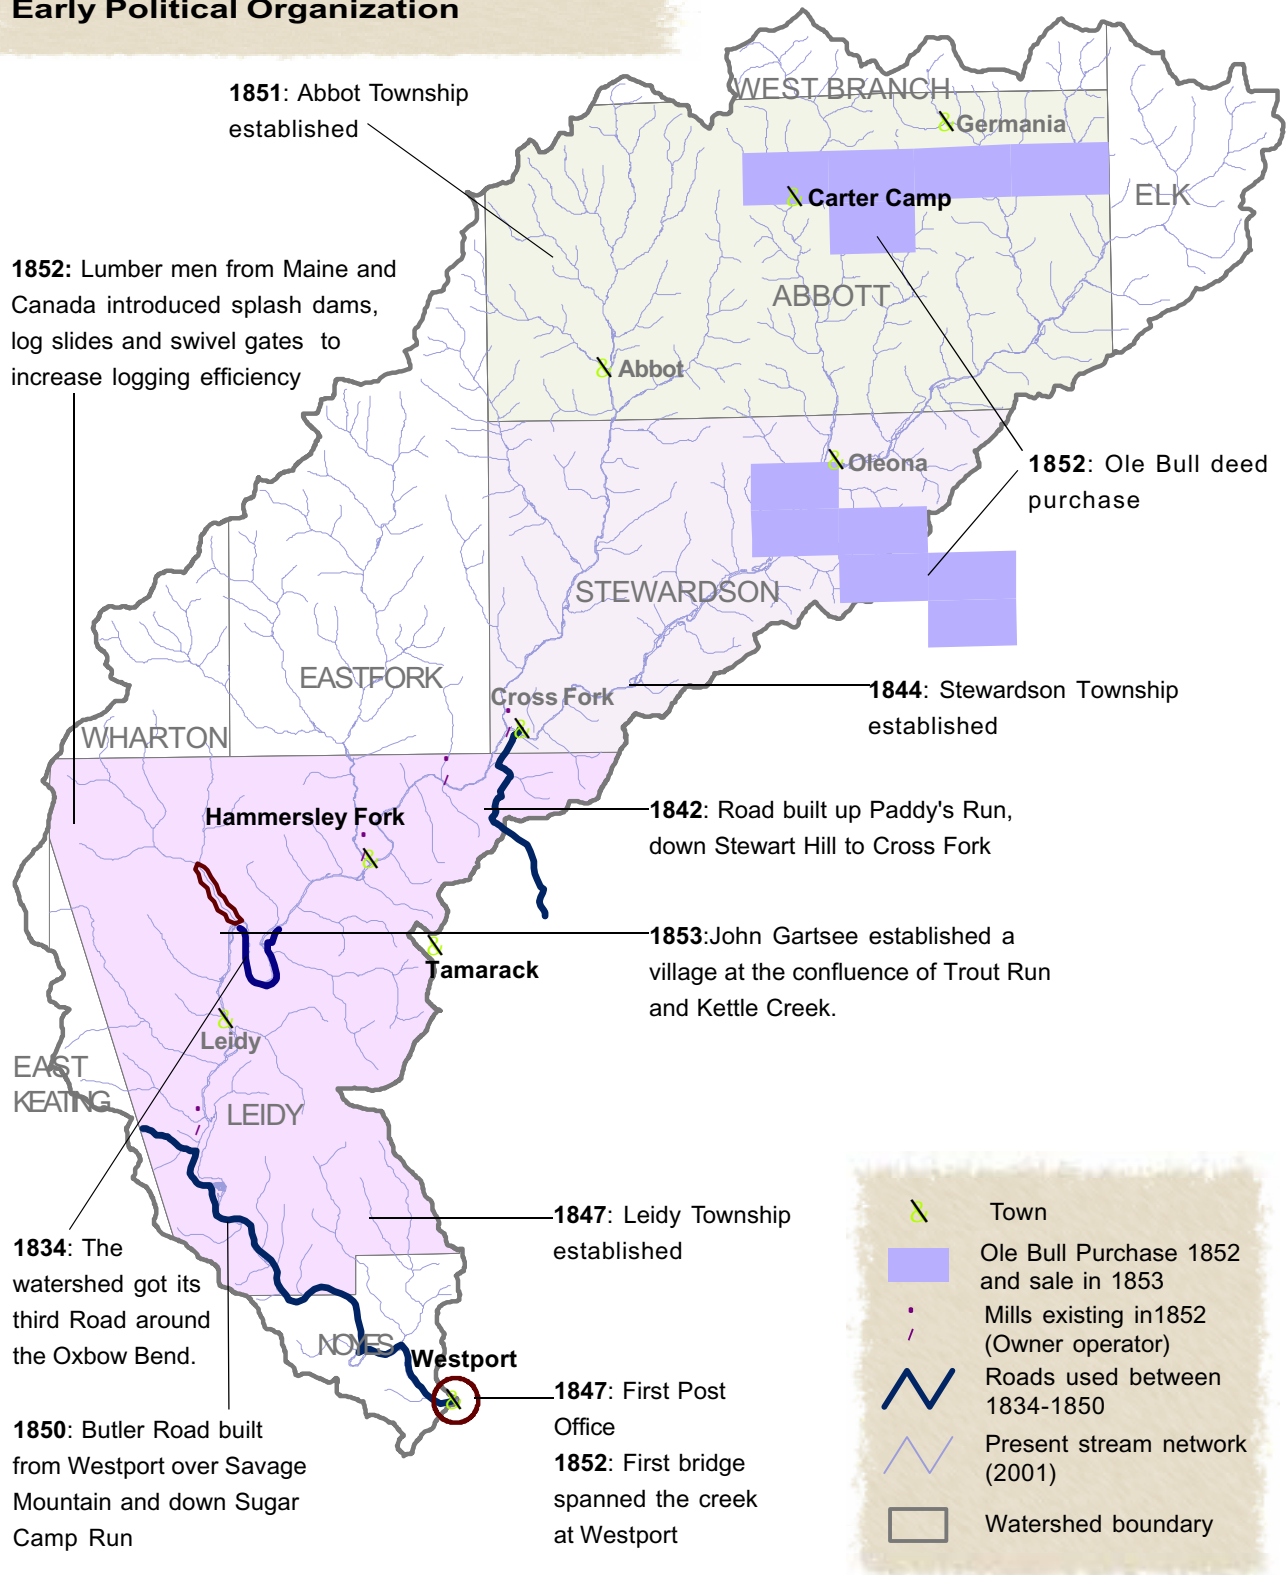 Early Political Organization
1851: Abbot Township
established
WEST BRANCH
Germania
Carter Camp
ELK
1852: Lumber men from Maine and
Canada introduced splash dams,
log slides and swivel gates to
increase logging efficiency
ABBOTT
Abbot
Oleona
1852: Ole Bull deed
purchase
STEWARDSON
EASTFORK
Cross Fork
1844: Stewardson Township
established
WHARTON
Hammersley Fork
1842: Road built up Paddy's Run,
down Stewart Hill to Cross Fork
1853:John Gartsee established a
village at the confluence of Trout Run
and Kettle Creek.
Tamarack
Leidy
EAST
KEATING
LEIDY
1847: Leidy Township
established
1834: The
watershed got its
third Road around
the Oxbow Bend.
NOYES
Westport
1847: First Post
Office
1852: First bridge
spanned the creek
at Westport
1850: Butler Road built
from Westport over Savage
Mountain and down Sugar
Camp Run
Town
Ole Bull Purchase 1852
and sale in 1853
Mills existing in1852
(Owner operator)
Roads used between
1834-1850
Present stream network
(2001)
Watershed boundary